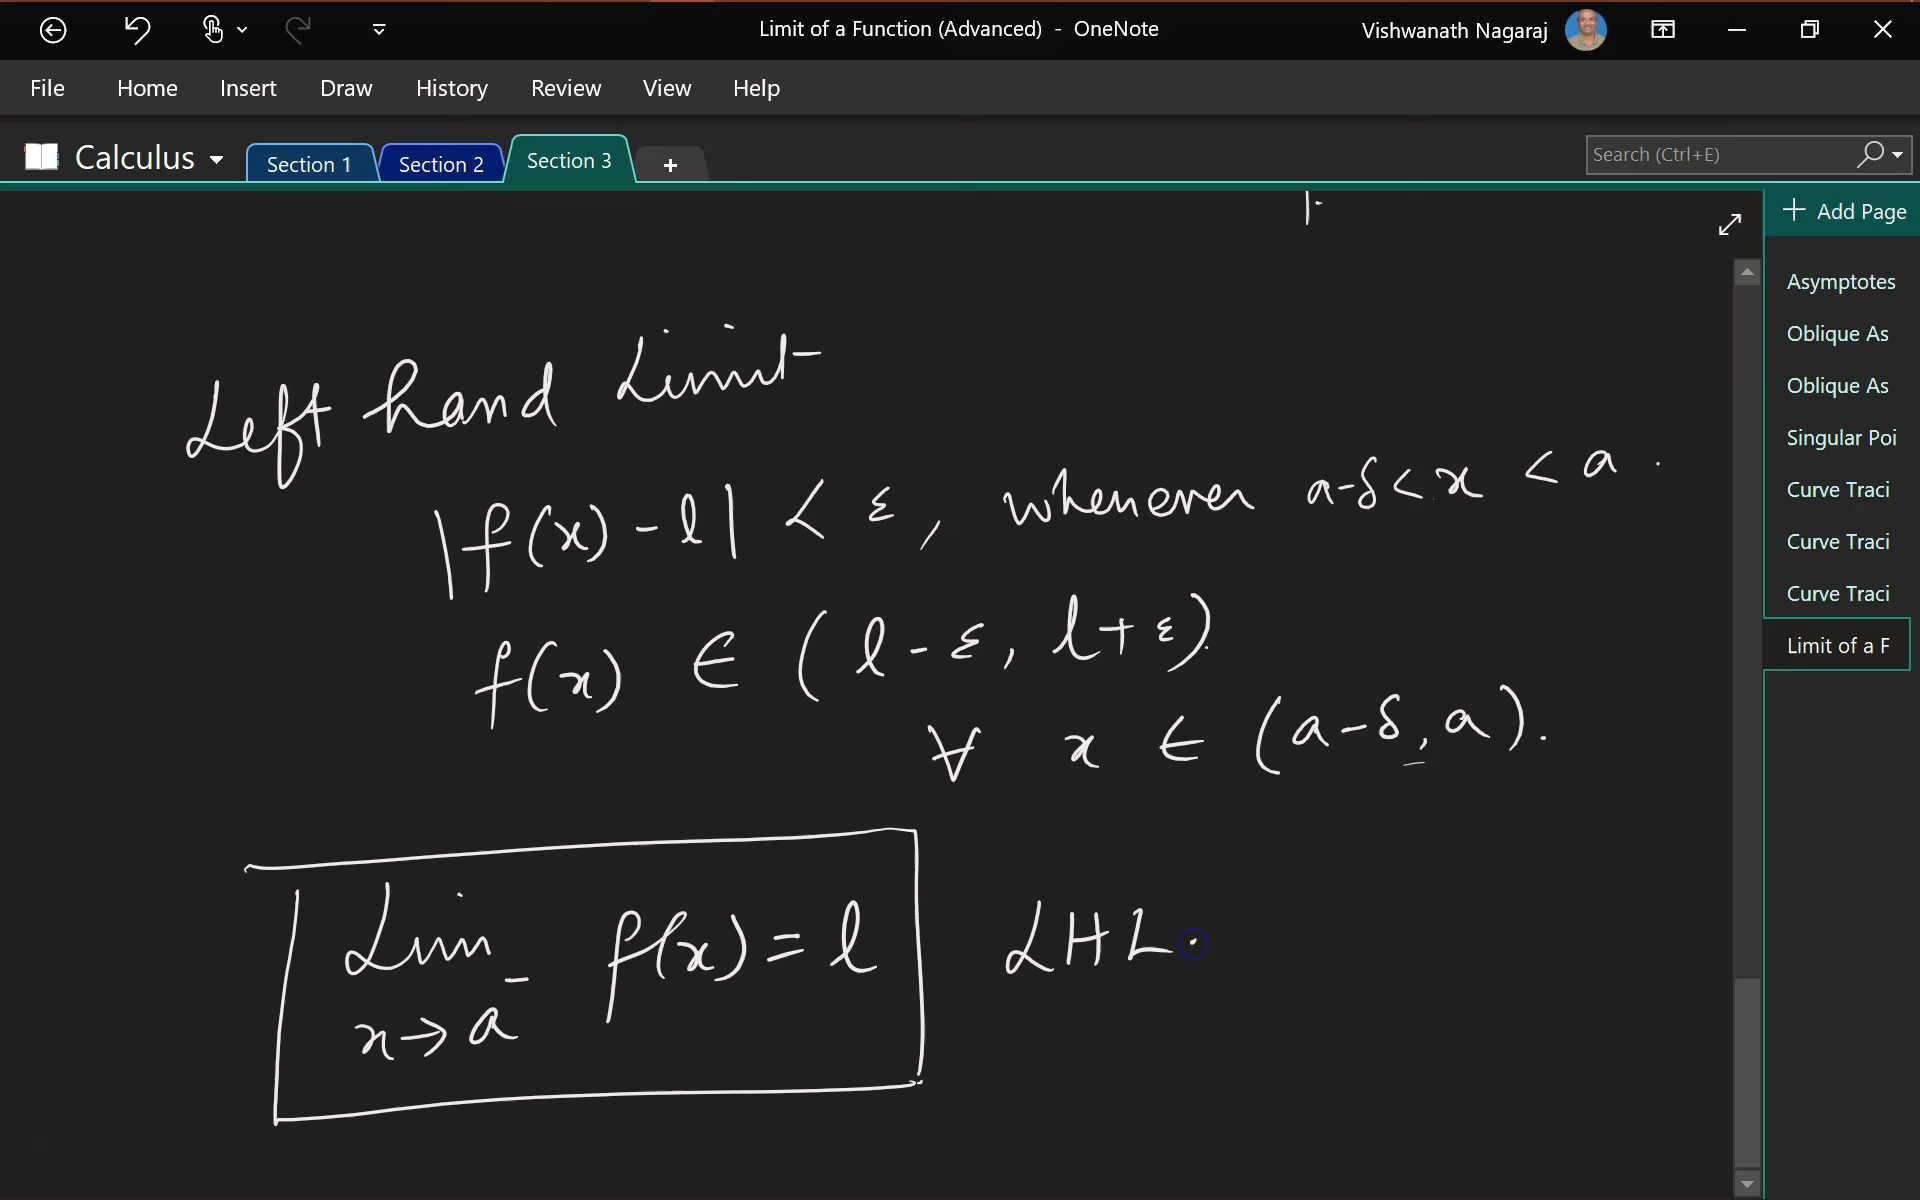 Limit of a Function (Advanced) - OneNote
Vishwanath Nagaraj
File Home Insert Draw History Review View Help
Calculus Section 1 Section 2 Section 3 +
Search (Ctrl+E)
Add Page
Asymptotes
Oblique As
Oblique As
Singular Poi
Curve Traci
Curve Traci
Curve Traci
Limit of a F
Left hand Limit
|f(x) - l| < ε, whenever a-δ < x < a.
f(x) ∈ (l - ε, l + ε)
∀ x ∈ (a-δ, a).
Lim f(x) = l LHL.
x→a⁻